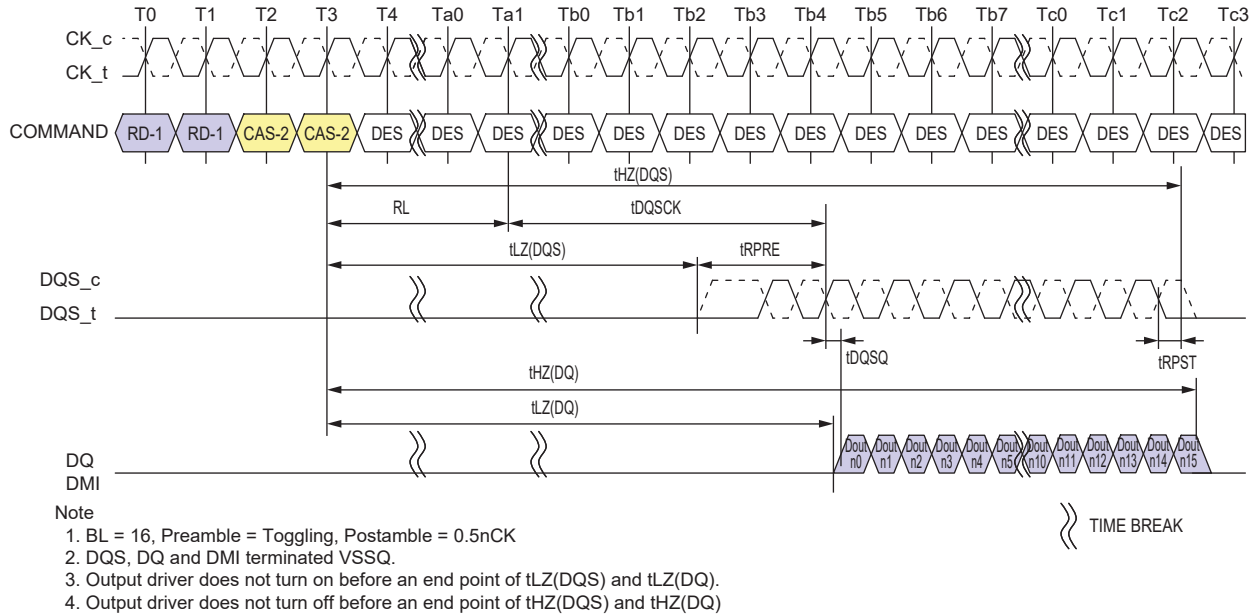 T0 T1 T2 T3 T4 Ta0 Ta1 Tb0 Tb1 Tb2 Tb3 Tb4 Tb5 Tb6 Tb7 Tc0 Tc1 Tc2 Tc3
CK_c
CK_t
COMMAND RD-1 RD-1 CAS-2 CAS-2 DES DES DES DES DES DES DES DES DES DES DES DES DES DES DES
tHZ(DQS)
RL tDQSCK
tLZ(DQS) tRPRE
DQS_c
DQS_t
tDQSQ tRPST
tHZ(DQ)
tLZ(DQ)
DQ
DMI
Dout Dout Dout Dout Dout Dout Dout Dout Dout Dout Dout Dout
n0 n1 n2 n3 n4 n5 n10 n11 n12 n13 n14 n15
TIME BREAK
Note
1. BL = 16, Preamble = Toggling, Postamble = 0.5nCK
2. DQS, DQ and DMI terminated VSSQ.
3. Output driver does not turn on before an end point of tLZ(DQS) and tLZ(DQ).
4. Output driver does not turn off before an end point of tHZ(DQS) and tHZ(DQ)